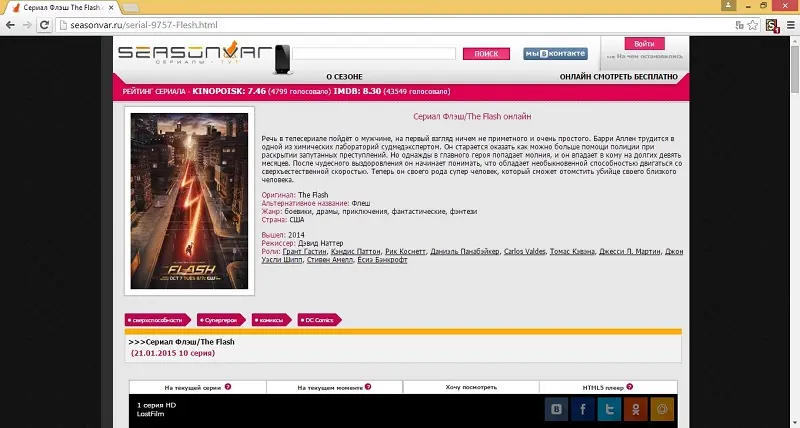 Сериал Флэш/The Flash о
seasonvar.ru/serial-9757-Flesh.html
SEASONVAR
СЕРИАЛЫ · TVT
ПОИСК
мы в контакте
Войти
... На чем остановились
О СЕЗОНЕ
ОНЛАЙН СМОТРЕТЬ БЕСПЛАТНО
РЕЙТИНГ СЕРИАЛА - KINOPOISK: 7.46 (4799 голосовало) IMDB: 8.30 (43549 голосовало)
Сериал Флэш/The Flash онлайн
Речь в телесериале пойдёт о мужчине, на первый взгляд ничем не приметного и очень простого. Барри Аллен трудится в
одной из химических лабораторий судмедэкспертом. Он старается оказать как можно больше помощи полиции при
раскрытии запутанных преступлений. Но однажды в главного героя попадает молния, и он впадает в кому на долгих девять
месяцев. После чудесного выздоровления он начинает понимать, что обладает необыкновенной способностью двигаться со
сверхъестественной скоростью. Теперь он своего рода супер человек, который сможет отомстить убийце своего близкого
человека.
Оригинал: The Flash
Альтернативное название: Флеш
Жанр: боевики, драмы, приключения, фантастические, фэнтези
Страна: США
Вышел: 2014
Режиссер: Дэвид Наттер
Роли: Грант Гастин, Кэндис Паттон, Рик Коснетт, Даниэль Панабэйкер, Carlos Valdes, Томас Кэвэна, Джесси Л. Мартин, Джон
Уэсли Шипп, Стивен Амелл, Ёсиа Банкрофт
THE
FLASH
OCT 7 TUES 8/7c CW
сверхспособности
Супергерои
комиксы
DC Comics
>>>Сериал Флэш/The Flash
(21.01.2015 10 серия)
На текущей серии ?
На текущем моменте ?
Хочу посмотреть
HTML5 плеер ?
1 серия HD
LostFilm